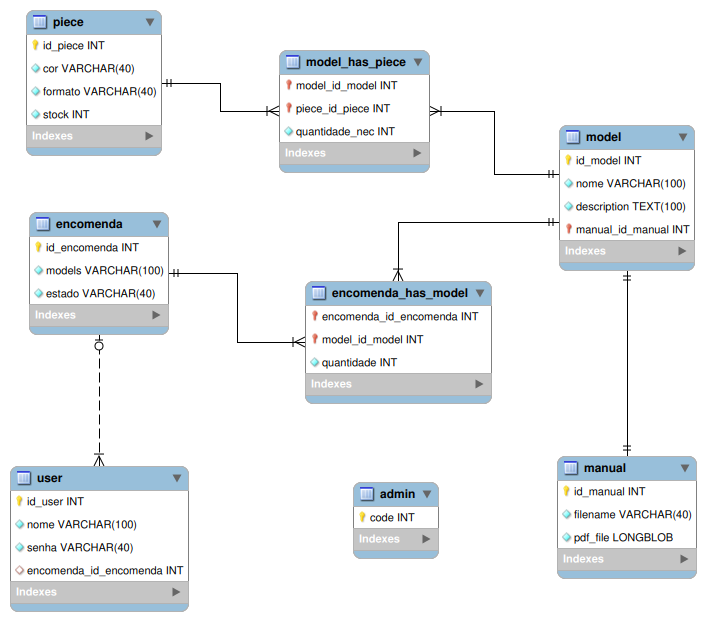 piece
id_piece INT
cor VARCHAR(40)
formato VARCHAR(40)
stock INT
Indexes
model_has_piece
model_id_model INT
piece_id_piece INT
quantidade_nec INT
Indexes
model
id_model INT
nome VARCHAR(100)
description TEXT(100)
manual_id_manual INT
Indexes
encomenda
id_encomenda INT
models VARCHAR(100)
estado VARCHAR(40)
Indexes
encomenda_has_model
encomenda_id_encomenda INT
model_id_model INT
quantidade INT
Indexes
user
id_user INT
nome VARCHAR(100)
senha VARCHAR(40)
encomenda_id_encomenda INT
Indexes
admin
code INT
Indexes
manual
id_manual INT
filename VARCHAR(40)
pdf_file LONGBLOB
Indexes